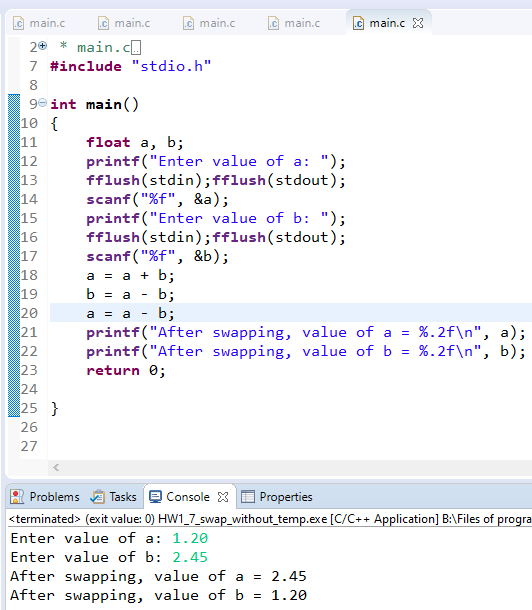 main.c main.c main.c main.c main.c
2 * main.c
7 #include "stdio.h"
8
9 int main()
10 {
11 float a, b;
12 printf("Enter value of a: ");
13 fflush(stdin);fflush(stdout);
14 scanf("%f", &a);
15 printf("Enter value of b: ");
16 fflush(stdin);fflush(stdout);
17 scanf("%f", &b);
18 a = a + b;
19 b = a - b;
20 a = a - b;
21 printf("After swapping, value of a = %.2f\n", a);
22 printf("After swapping, value of b = %.2f\n", b);
23 return 0;
24
25 }
26
27
Problems Tasks Console Properties
<terminated> (exit value: 0) HW1_7_swap_without_temp.exe [C/C++ Application] B:\Files of progra
Enter value of a: 1.20
Enter value of b: 2.45
After swapping, value of a = 2.45
After swapping, value of b = 1.20